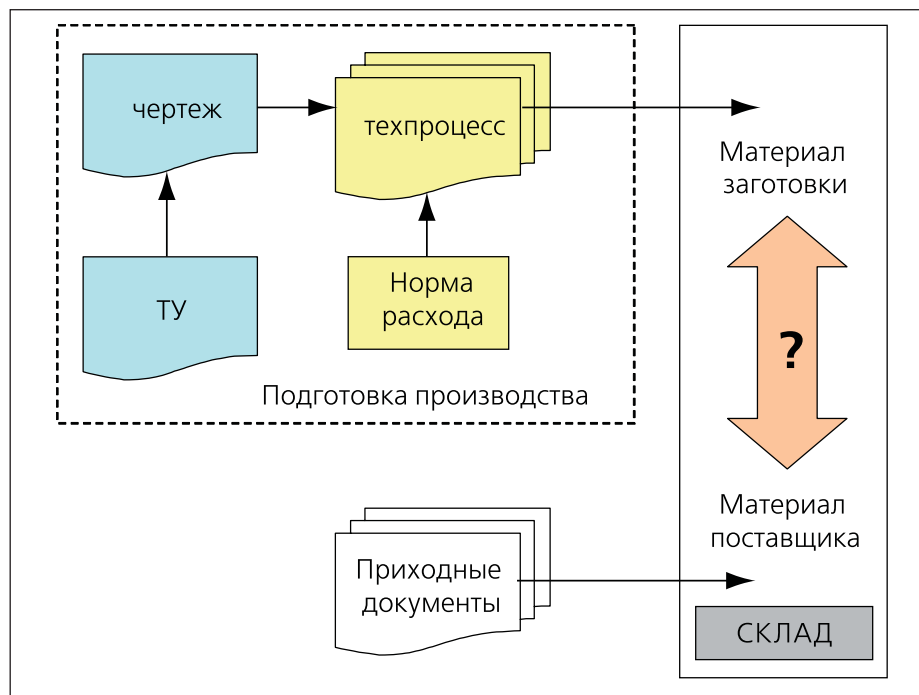 чертеж
техпроцесс
Материал
заготовки
ТУ
Норма
расхода
?
Подготовка производства
Материал
поставщика
Приходные
документы
СКЛАД